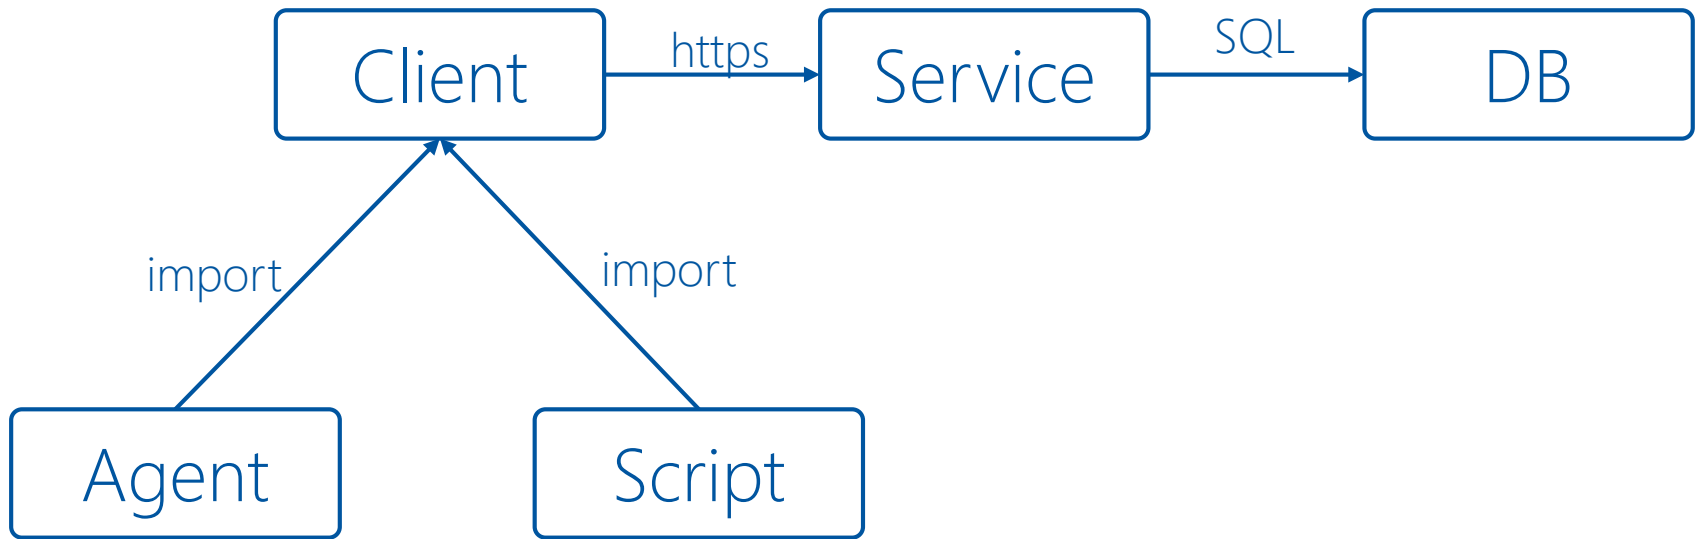 Client
https
Service
SQL
DB
import
import
Agent
Script